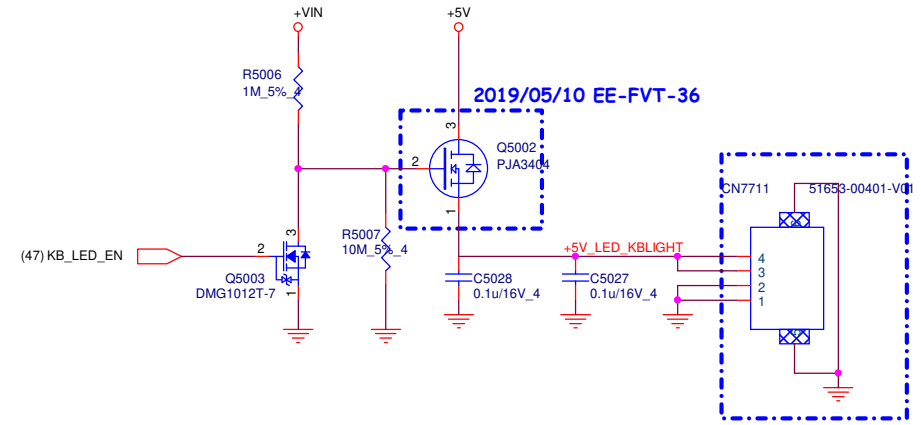 +VIN
+5V
R5006
1M_5%_4
2019/05/10 EE-FVT-36
3
Q5002
PJA3404
2
1
CN7711
51653-00401-V01
3
R5007
10M_5%_4
(47) KB_LED_EN
2
Q5003
DMG1012T-7
1
+5V_LED_KBLIGHT
C5028
0.1u/16V_4
C5027
0.1u/16V_4
4
3
2
1